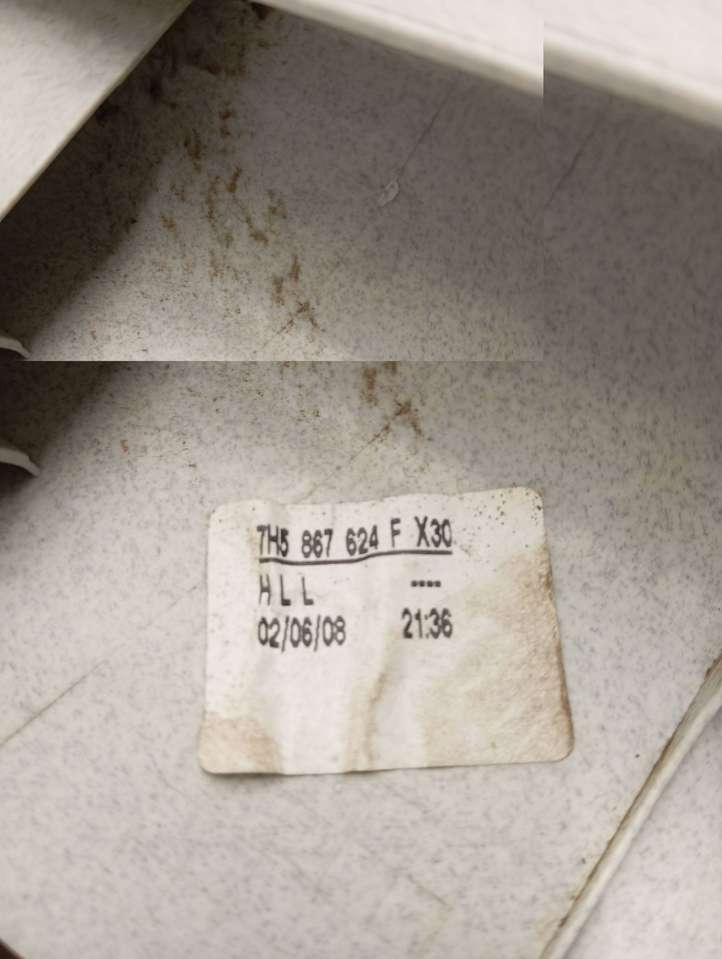 7H5 867 624 F X30
H L L ----
02/06/08 21:36